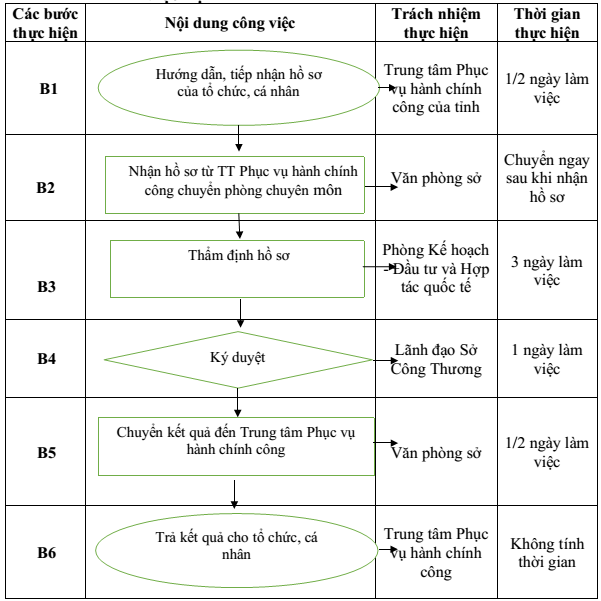 Các bước
thực hiện
Nội dung công việc
Trách nhiệm
thực hiện
Thời gian
thực hiện
B1
Hướng dẫn, tiếp nhận hồ sơ
của tổ chức, cá nhân
Trung tâm Phục
vụ hành chính
công của tỉnh
1/2 ngày làm
việc
B2
Nhận hồ sơ từ TT Phục vụ hành chính
công chuyển phòng chuyên môn
Văn phòng sở
Chuyển ngay
sau khi nhận
hồ sơ
B3
Thẩm định hồ sơ
Phòng Kế hoạch
- Đầu tư và Hợp
tác quốc tế
3 ngày làm
việc
B4
Ký duyệt
Lãnh đạo Sở
Công Thương
1 ngày làm
việc
B5
Chuyển kết quả đến Trung tâm Phục vụ
hành chính công
Văn phòng sở
1/2 ngày làm
việc
B6
Trả kết quả cho tổ chức, cá
nhân
Trung tâm Phục
vụ hành chính
công
Không tính
thời gian